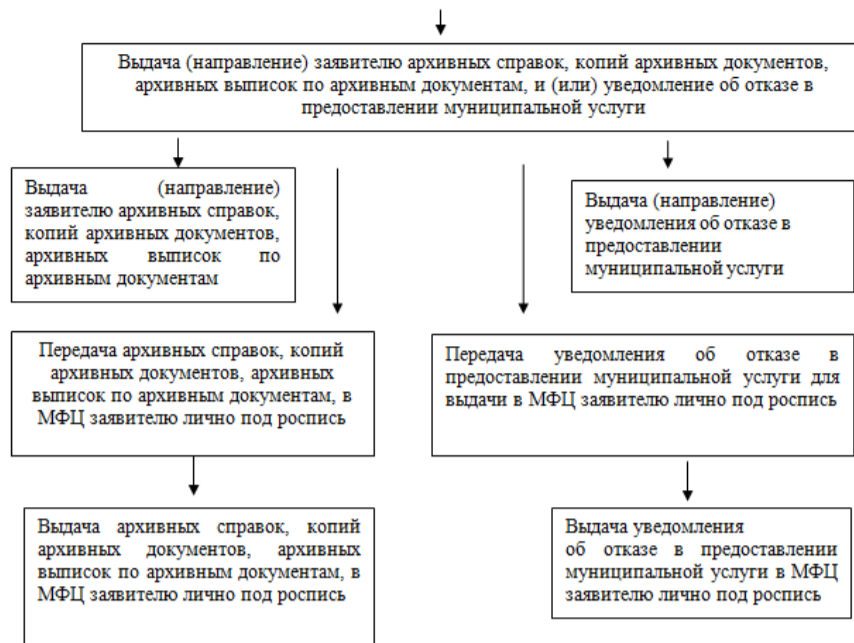 Выдача (направление) заявителю архивных справок, копий архивных документов,
архивных выписок по архивным документам, и (или) уведомление об отказе в
предоставлении муниципальной услуги
Выдача (направление)
заявителю архивных справок,
копий архивных документов,
архивных выписок по
архивным документам
Выдача (направление)
уведомления об отказе в
предоставлении
муниципальной услуги
Передача архивных справок, копий
архивных документов, архивных
выписок по архивным документам, в
МФЦ заявителю лично под роспись
Передача уведомления об отказе в
предоставлении муниципальной услуги для
выдачи в МФЦ заявителю лично под роспись
Выдача архивных справок, копий
архивных документов, архивных
выписок по архивным документам, в
МФЦ заявителю лично под роспись
Выдача уведомления
об отказе в предоставлении
муниципальной услуги в МФЦ
заявителю лично под роспись